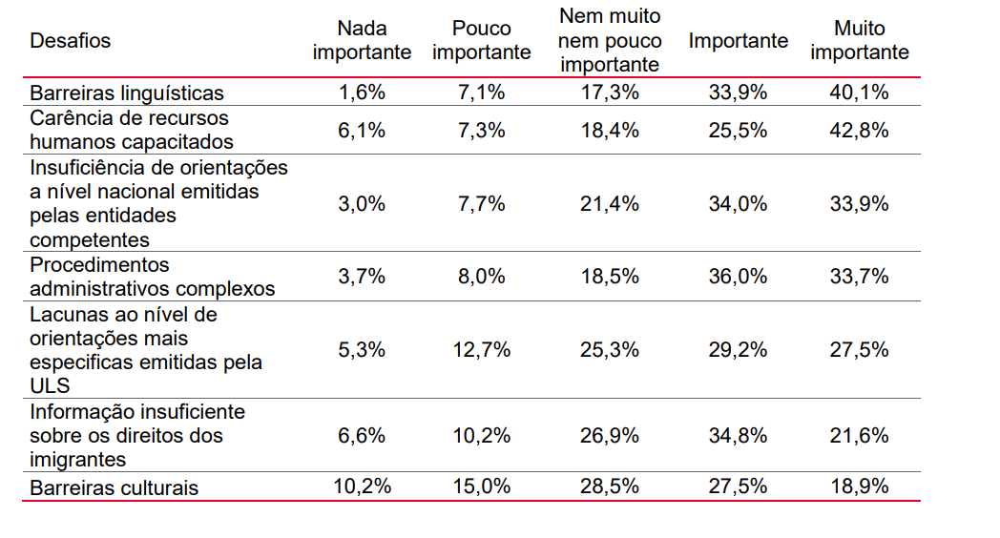 Desafios Nada importante Pouco importante Nem muito nem pouco importante Importante Muito importante
Barreiras linguísticas 1,6% 7,1% 17,3% 33,9% 40,1%
Carência de recursos
humanos capacitados 6,1% 7,3% 18,4% 25,5% 42,8%
Insuficiência de orientações
a nível nacional emitidas
pelas entidades
competentes 3,0% 7,7% 21,4% 34,0% 33,9%
Procedimentos
administrativos complexos 3,7% 8,0% 18,5% 36,0% 33,7%
Lacunas ao nível de
orientações mais
especificas emitidas pela
ULS 5,3% 12,7% 25,3% 29,2% 27,5%
Informação insuficiente
sobre os direitos dos
imigrantes 6,6% 10,2% 26,9% 34,8% 21,6%
Barreiras culturais 10,2% 15,0% 28,5% 27,5% 18,9%